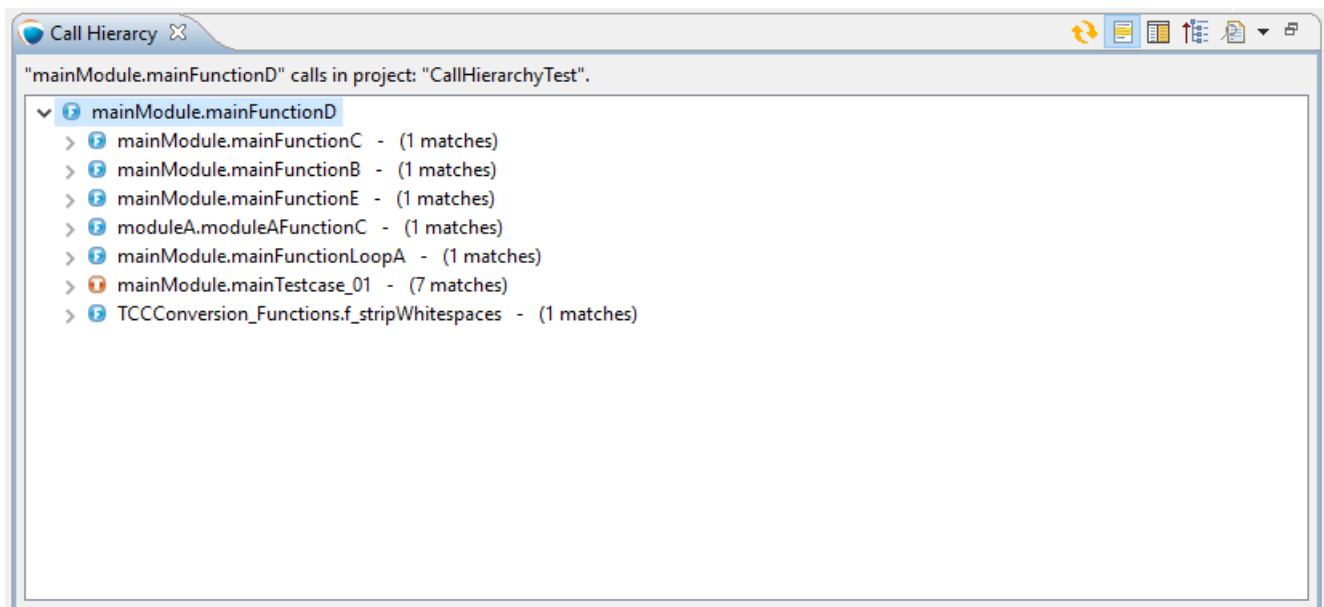 Call Hierarcy
"mainModule.mainFunctionD" calls in project: "CallHierarchyTest".
mainModule.mainFunctionD
mainModule.mainFunctionC - (1 matches)
mainModule.mainFunctionB - (1 matches)
mainModule.mainFunctionE - (1 matches)
moduleA.moduleAFunctionC - (1 matches)
mainModule.mainFunctionLoopA - (1 matches)
mainModule.mainTestcase_01 - (7 matches)
TCCConversion_Functions.f_stripWhitespaces - (1 matches)